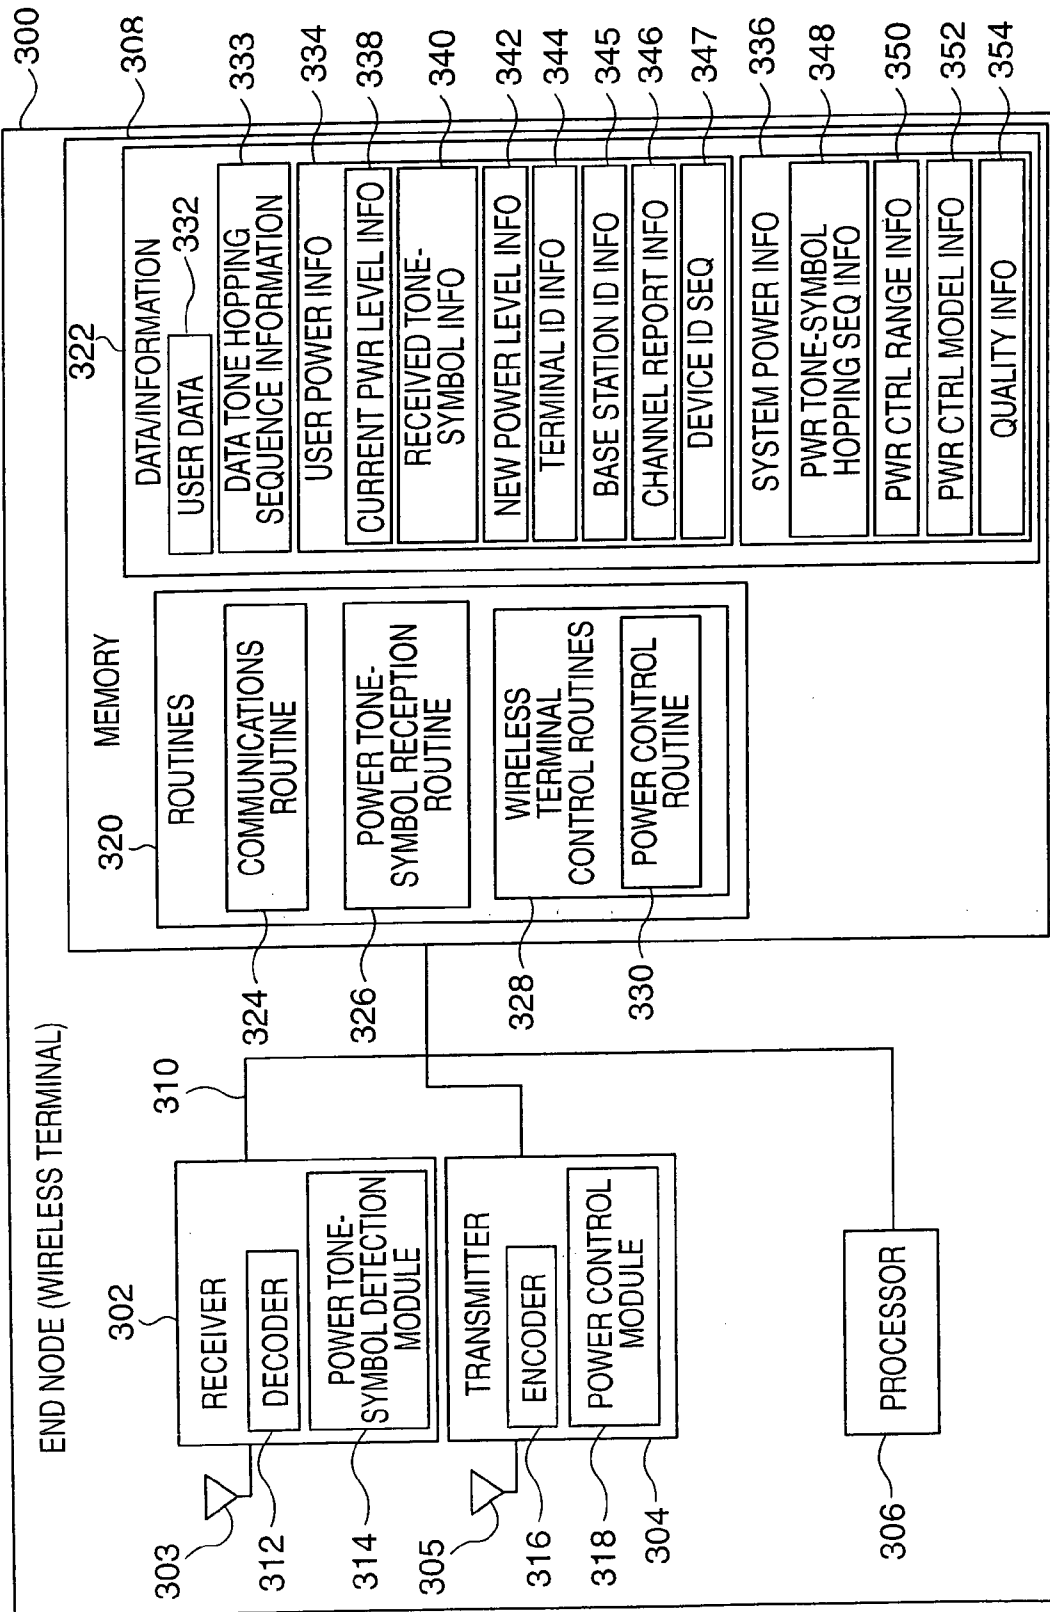 END NODE (WIRELESS TERMINAL)
300
302
RECEIVER
DECODER
POWER TONE-
SYMBOL DETECTION
MODULE
303
312
314
310
TRANSMITTER
ENCODER
POWER CONTROL
MODULE
305
316
318
304
PROCESSOR
306
MEMORY
308
320
ROUTINES
COMMUNICATIONS
ROUTINE
324
POWER TONE-
SYMBOL RECEPTION
ROUTINE
326
WIRELESS
TERMINAL
CONTROL ROUTINES
328
POWER CONTROL
ROUTINE
330
322
DATA/INFORMATION
USER DATA
332
DATA TONE HOPPING
SEQUENCE INFORMATION
333
USER POWER INFO
334
CURRENT PWR LEVEL INFO
338
RECEIVED TONE-
SYMBOL INFO
340
NEW POWER LEVEL INFO
342
TERMINAL ID INFO
344
BASE STATION ID INFO
345
CHANNEL REPORT INFO
346
DEVICE ID SEQ
347
SYSTEM POWER INFO
336
PWR TONE-SYMBOL
HOPPING SEQ INFO
348
PWR CTRL RANGE INFO
350
PWR CTRL MODEL INFO
352
QUALITY INFO
354